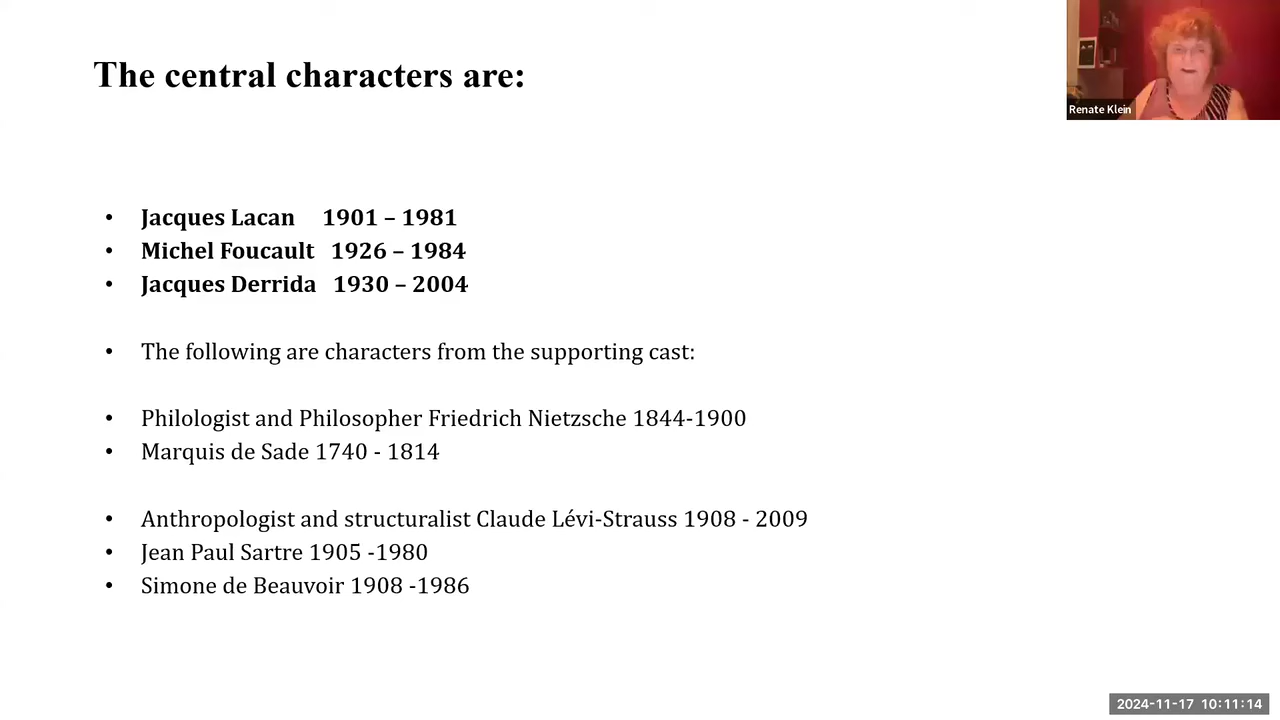 The central characters are:
Renate Klein
• Jacques Lacan 1901 – 1981
• Michel Foucault 1926 – 1984
• Jacques Derrida 1930 – 2004
• The following are characters from the supporting cast:
• Philologist and Philosopher Friedrich Nietzsche 1844-1900
• Marquis de Sade 1740 - 1814
• Anthropologist and structuralist Claude Lévi-Strauss 1908 - 2009
• Jean Paul Sartre 1905 -1980
• Simone de Beauvoir 1908 -1986
2024-11-17 10:11:14